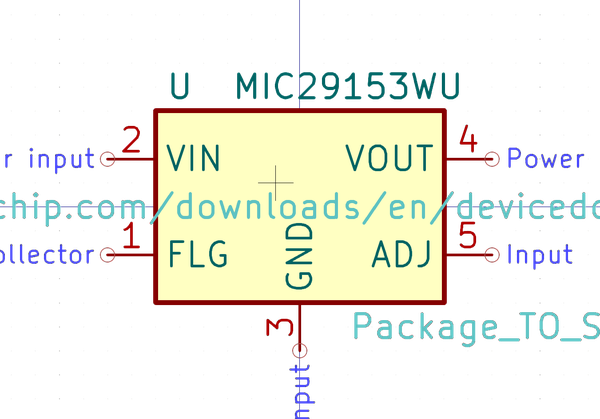 U MIC29153WU
r input 2 VIN VOUT 4 Power
chip.com/downloads/en/devicedo
ollector 1 FLG GND ADJ 5 Input
3 Package_TO_S
nput